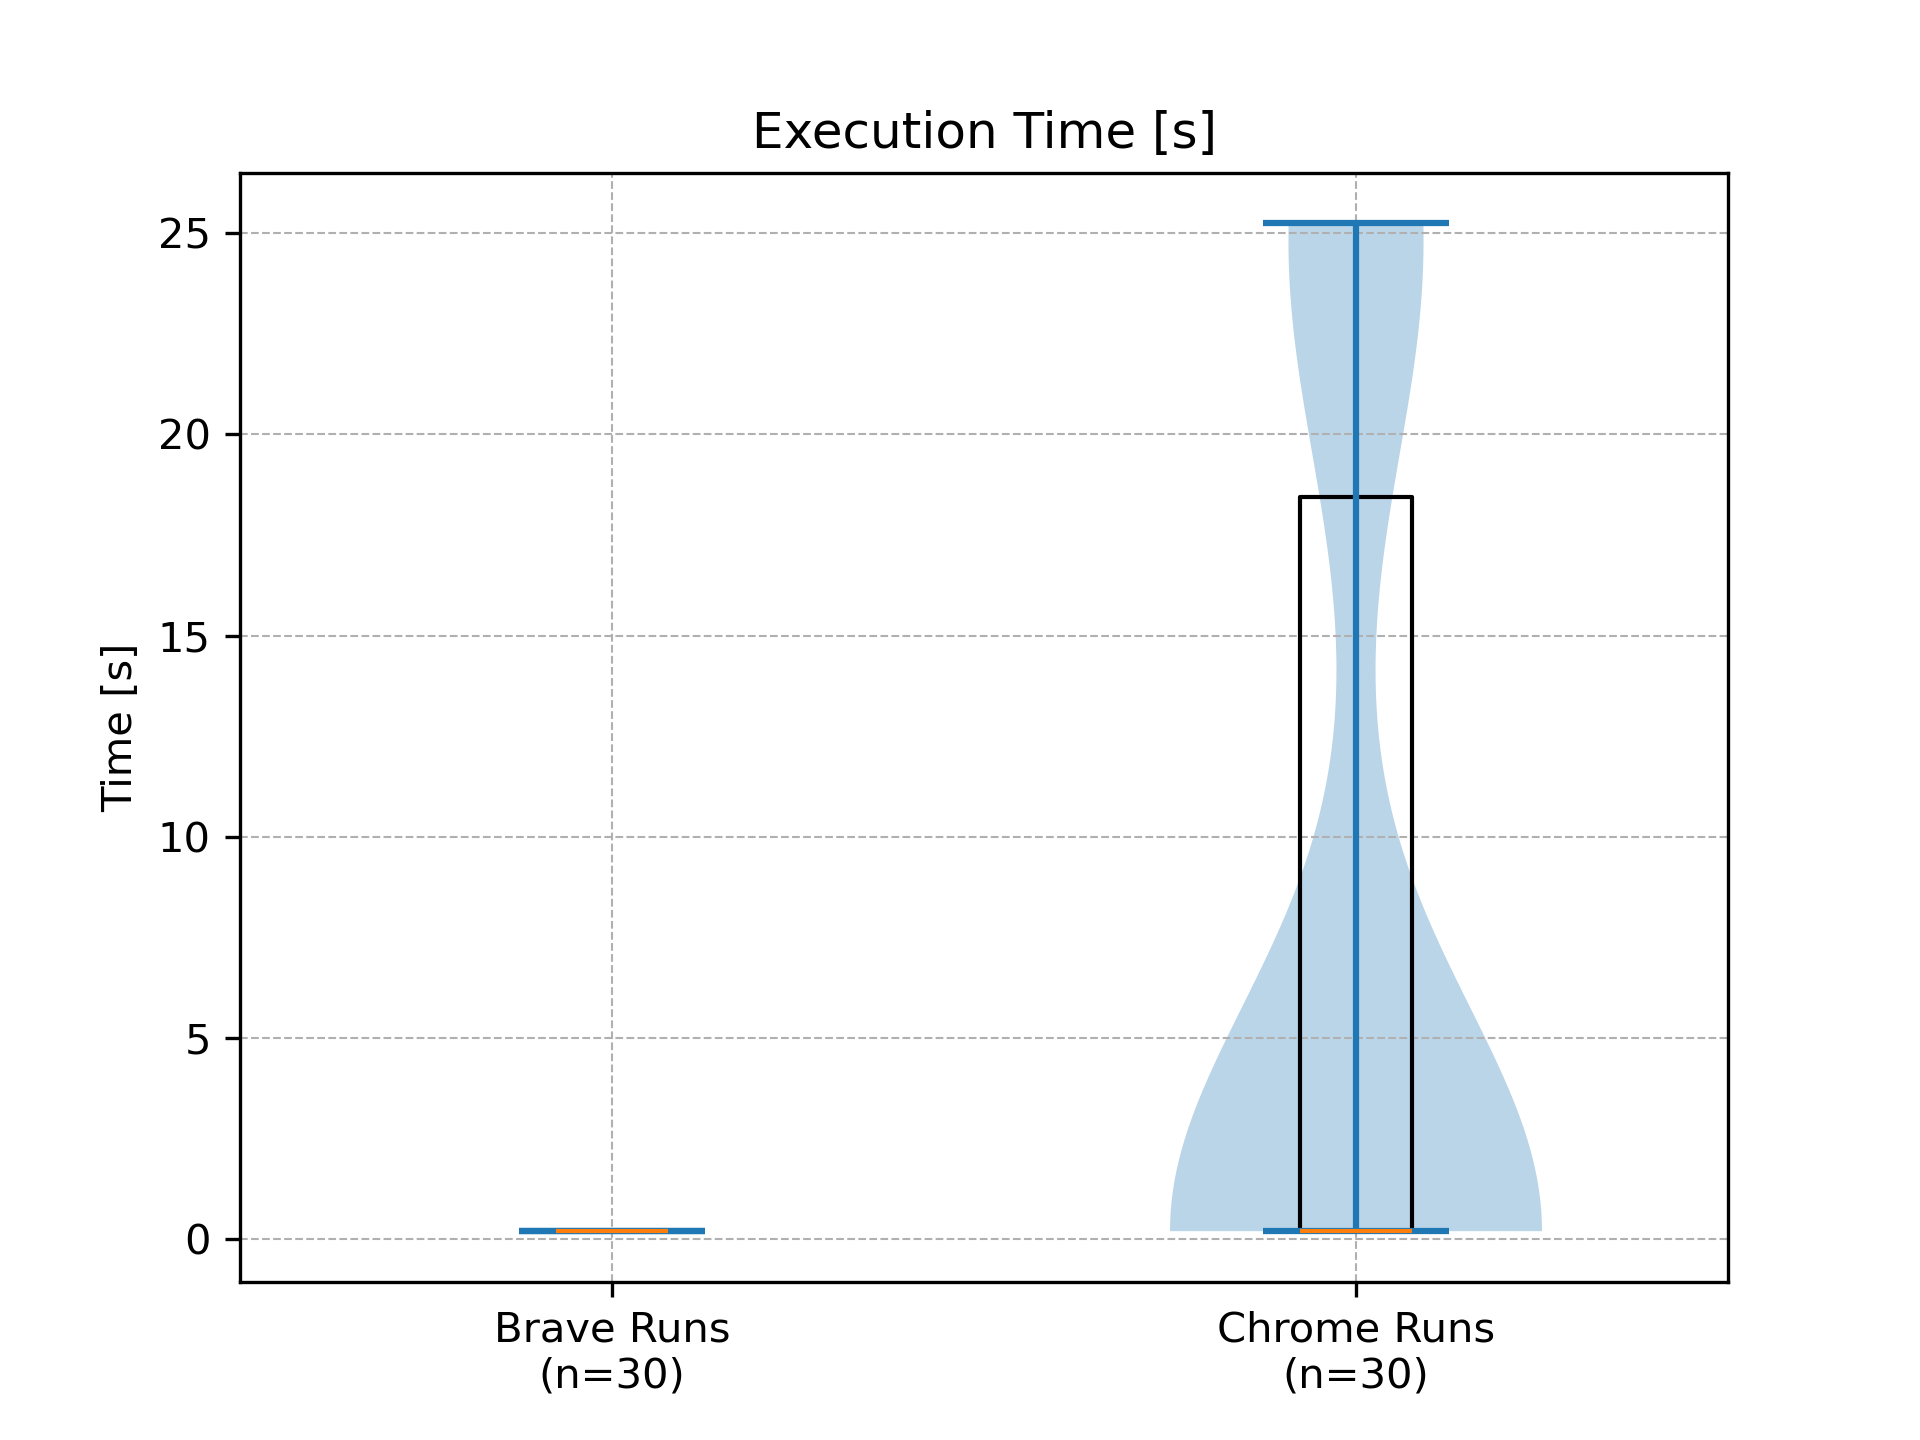 Execution Time [s]
25
20
15
10
5
0
Time [s]
Brave Runs
(n=30)
Chrome Runs
(n=30)